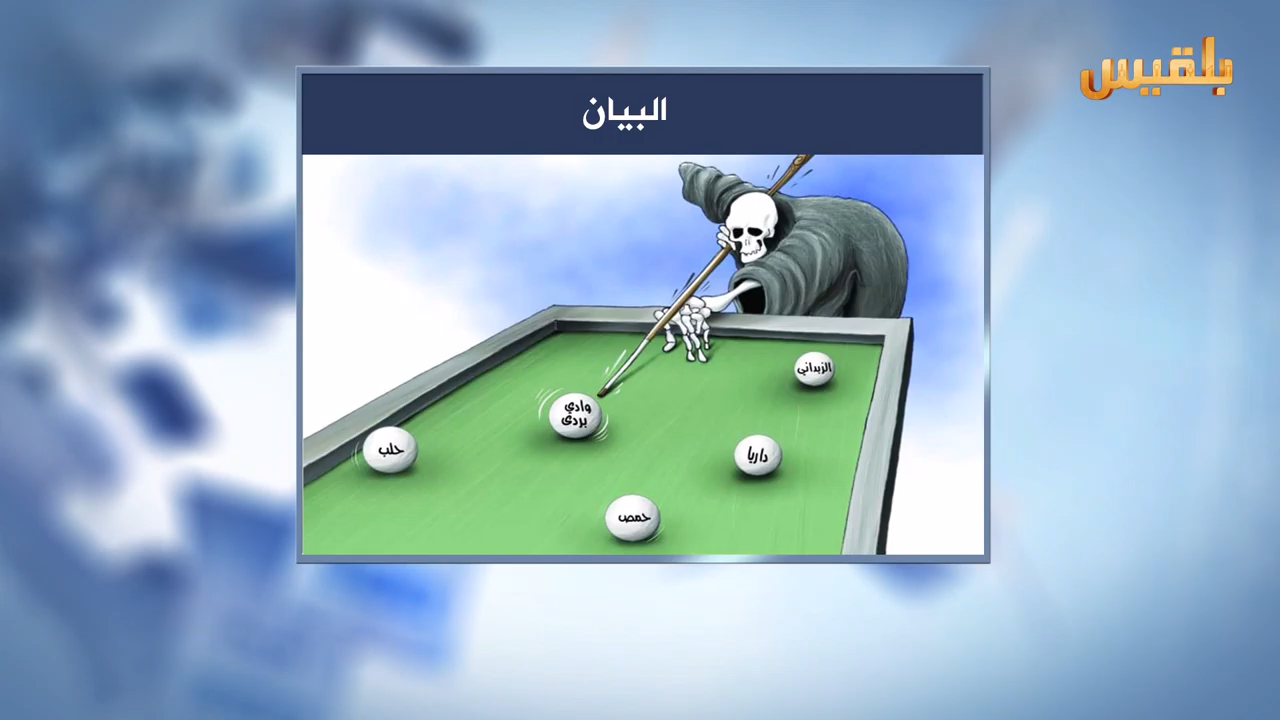 بلقيس
البيان
الزبداني
وادي
بردى
حلب
داريا
حمص